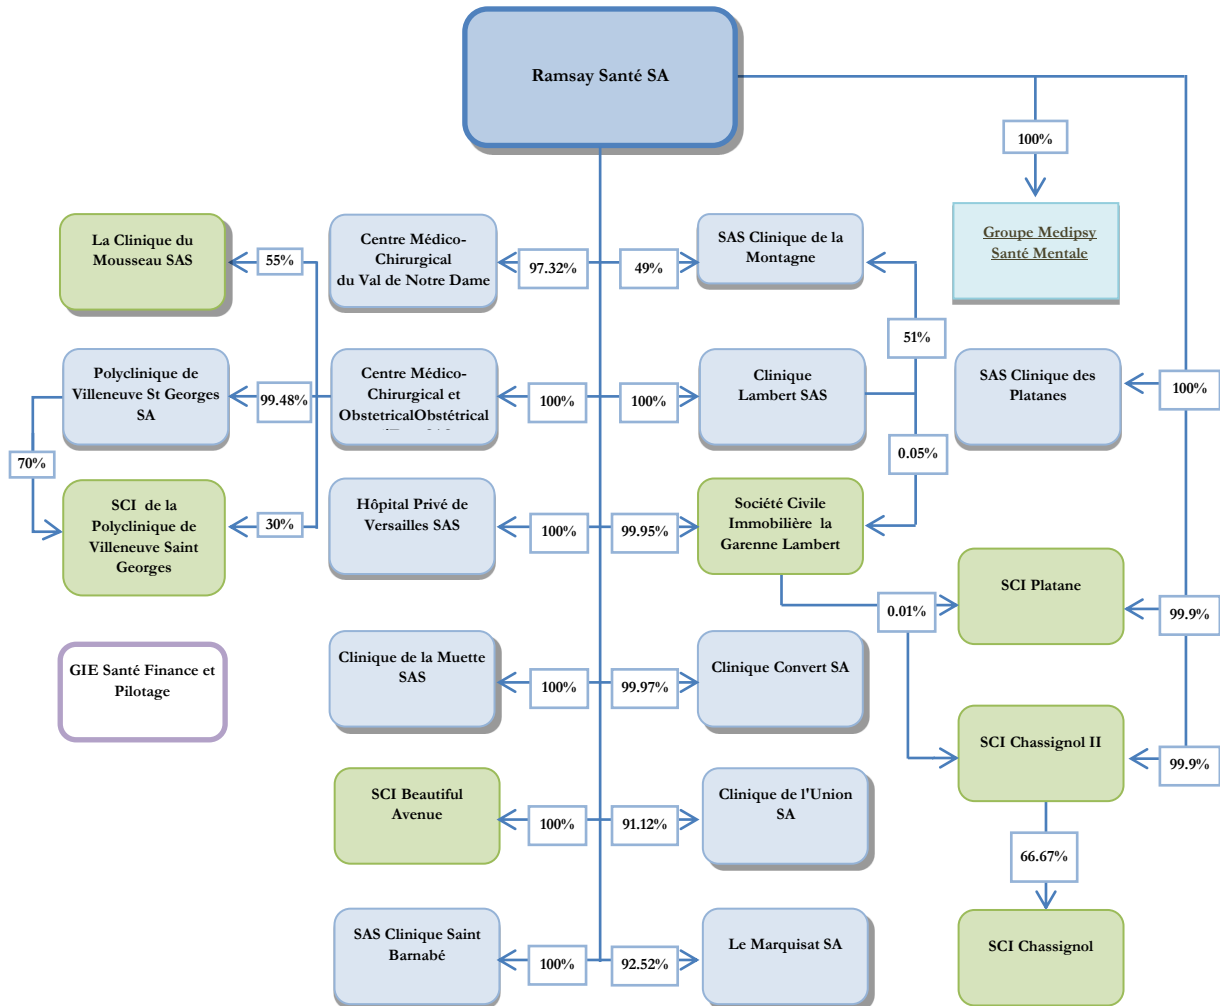 Ramsay Santé SA
100%
Groupe Medipsy
Santé Mentale
La Clinique du
Mousseau SAS
55%
Centre Médico-
Chirurgical
du Val de Notre Dame
97.32%
49%
SAS Clinique de la
Montagne
51%
Polyclinique de
Villeneuve St Georges
SA
99.48%
Centre Médico-
Chirurgical et
ObstetricalObstétrical
100%
100%
Clinique
Lambert SAS
SAS Clinique des
Platanes
100%
70%
0.05%
SCI de la
Polyclinique de
Villeneuve Saint
Georges
30%
Hôpital Privé de
Versailles SAS
100%
99.95%
Société Civile
Immobilière la
Garenne Lambert
0.01%
SCI Platane
99.9%
GIE Santé Finance et
Pilotage
Clinique de la Muette
SAS
100%
99.97%
Clinique Convert SA
SCI Chassignol II
99.9%
SCI Beautiful
Avenue
100%
91.12%
Clinique de l'Union
SA
66.67%
SAS Clinique Saint
Barnabé
100%
92.52%
Le Marquisat SA
SCI Chassignol